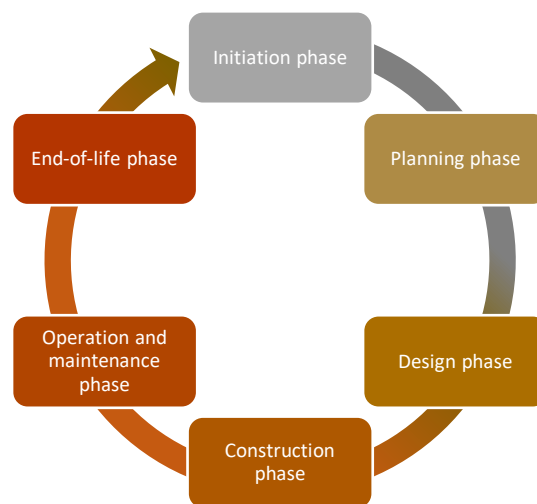 Initiation phase
Planning phase
Design phase
Construction
phase
Operation and
maintenance
phase
End-of-life phase